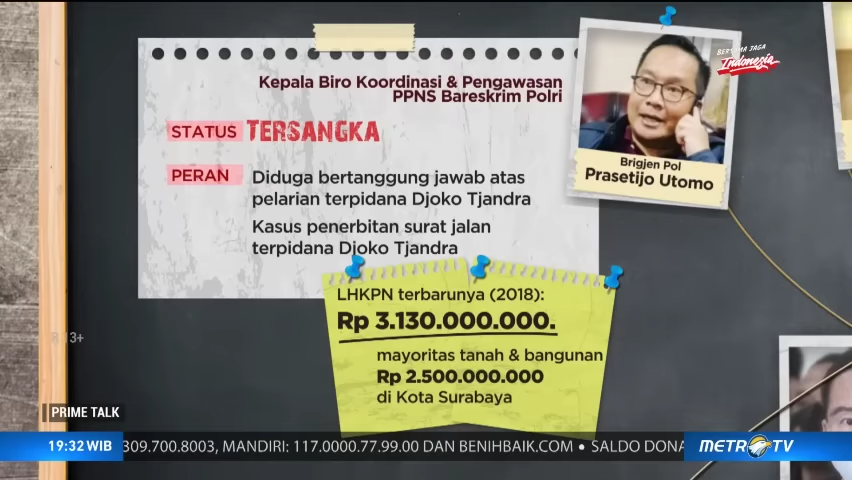 BERSAMA JAGA
Indonesia
Kepala Biro Koordinasi & Pengawasan
PPNS Bareskrim Polri
STATUS TERSANGKA
PERAN Diduga bertanggung jawab atas
pelarian terpidana Djoko Tjandra
Kasus penerbitan surat jalan
terpidana Djoko Tjandra
Brigjen Pol
Prasetijo Utomo
LHKPN terbarunya (2018):
Rp 3.130.000.000.
mayoritas tanah & bangunan
Rp 2.500.000.000
di Kota Surabaya
13+
PRIME TALK
19:32 WIB
309.700.8003, MANDIRI: 117.0000.77.99.00 DAN BENIHBAIK.COM • SALDO DONA
METRO TV